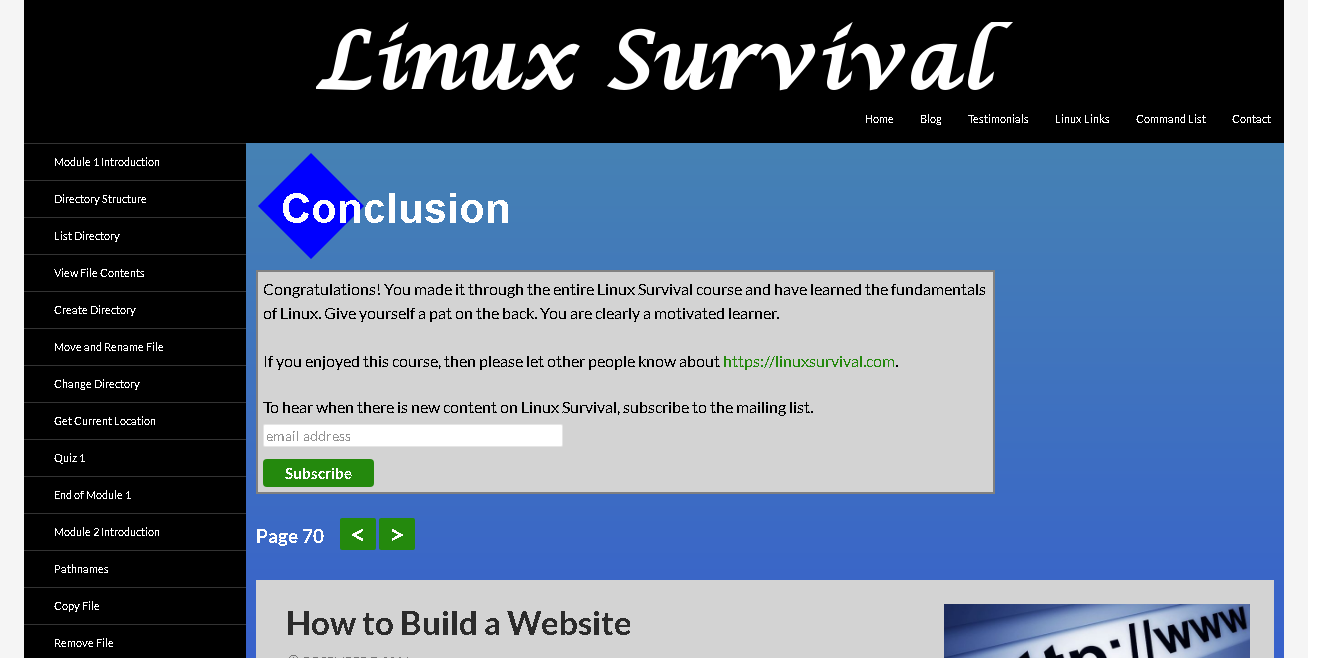 Linux Survival
Home Blog Testimonials Linux Links Command List Contact
Module 1 Introduction
Directory Structure
List Directory
View File Contents
Create Directory
Move and Rename File
Change Directory
Get Current Location
Quiz 1
End of Module 1
Module 2 Introduction
Pathnames
Copy File
Remove File
Conclusion
Congratulations! You made it through the entire Linux Survival course and have learned the fundamentals
of Linux. Give yourself a pat on the back. You are clearly a motivated learner.
If you enjoyed this course, then please let other people know about https://linuxsurvival.com.
To hear when there is new content on Linux Survival, subscribe to the mailing list.
email address
Subscribe
Page 70 < >
How to Build a Website
tp://www